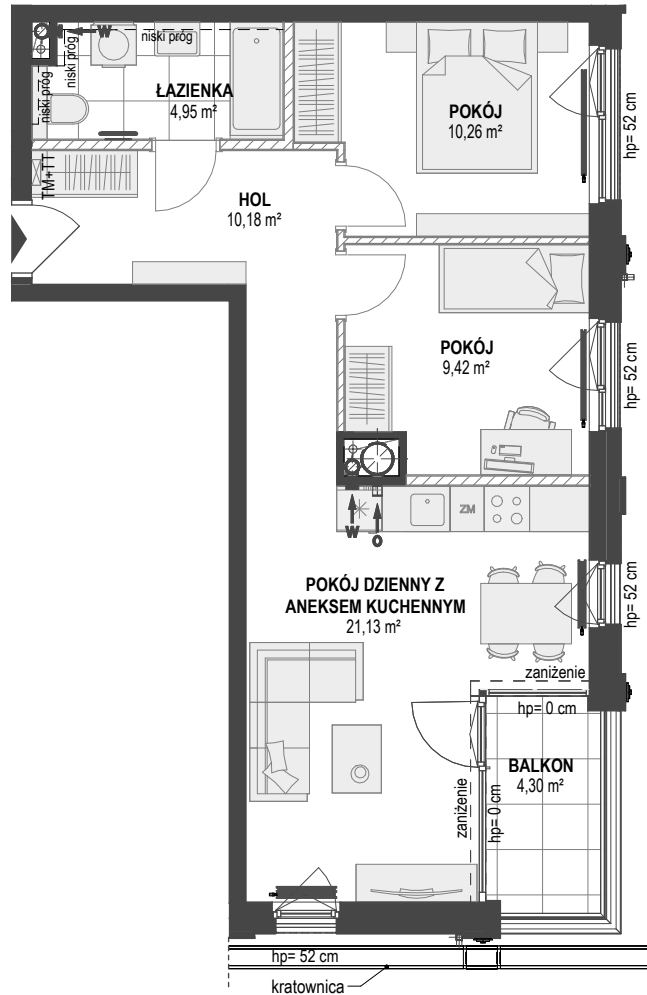 W
niski próg
niski próg
niski próg
ŁAZIENKA
4,95 m²
POKÓJ
10,26 m²
hp= 52 cm
TM+TT
HOL
10,18 m²
POKÓJ
9,42 m²
hp= 52 cm
ZM
W
O
POKÓJ DZIENNY Z
ANEKSEM KUCHENNYM
21,13 m²
hp= 52 cm
zaniżenie
hp= 0 cm
BALKON
4,30 m²
zaniżenie
hp= 0 cm
hp= 52 cm
kratownica